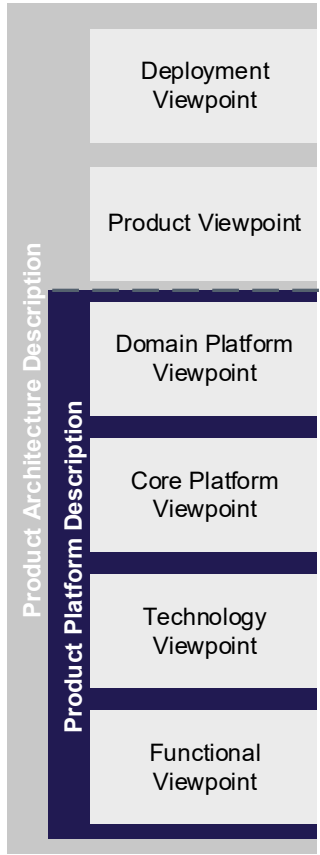 Deployment
Viewpoint
Product Viewpoint
Product Architecture Description
Domain Platform
Viewpoint
Product Platform Description
Core Platform
Viewpoint
Technology
Viewpoint
Functional
Viewpoint